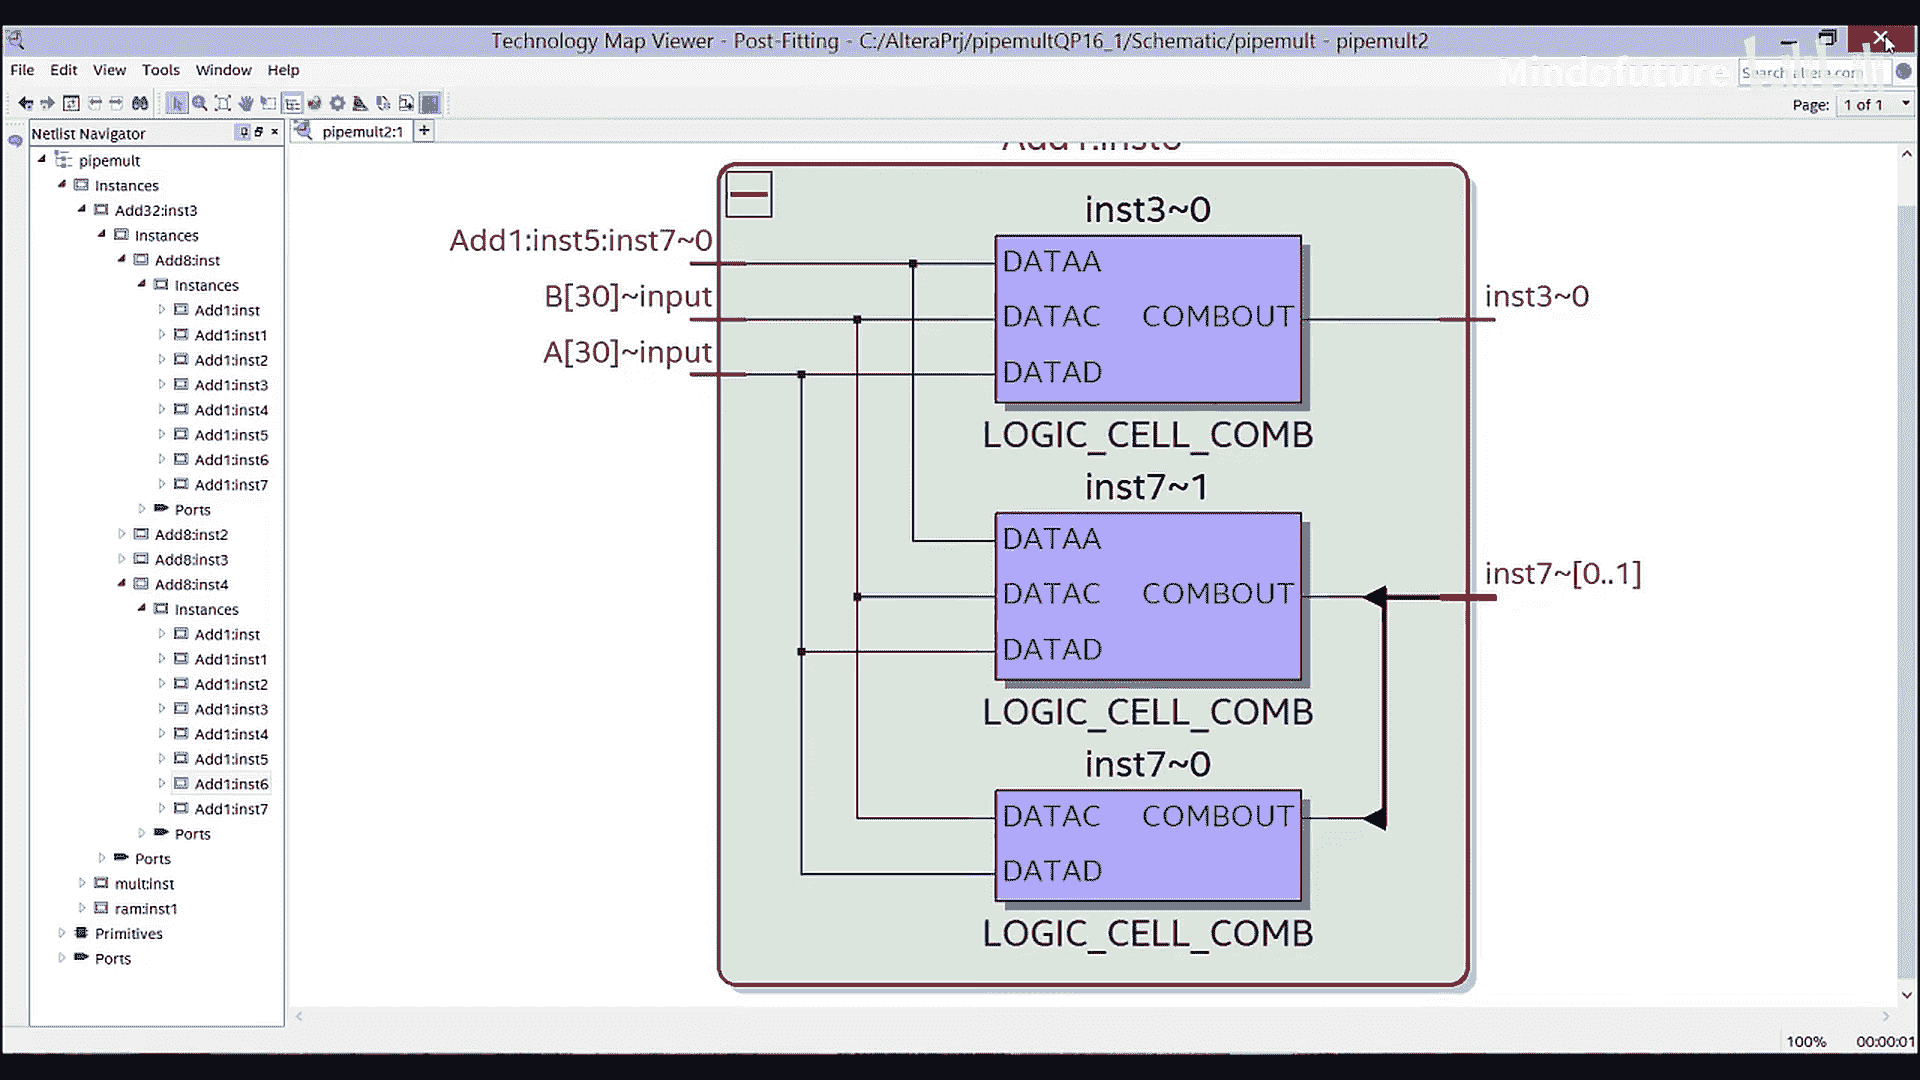 Technology Map Viewer - Post-Fitting - C:/AlteraPrj/pipemultQP16_1/Schematic/pipemult - pipemult2
File Edit View Tools Window Help
Mindofuture
Search altera.com
Page: 1 of 1
Netlist Navigator
pipemult2:1
pipemult
Instances
Add32:inst3
Instances
Add8:inst
Instances
Add1:inst
Add1:inst1
Add1:inst2
Add1:inst3
Add1:inst4
Add1:inst5
Add1:inst6
Add1:inst7
Ports
Add8:inst2
Add8:inst3
Add8:inst4
Instances
Add1:inst
Add1:inst1
Add1:inst2
Add1:inst3
Add1:inst4
Add1:inst5
Add1:inst6
Add1:inst7
Ports
Ports
mult:inst
ram:inst1
Primitives
Ports
Add1:inst6
Add1:inst5:inst7~0
B[30]~input
A[30]~input
inst3~0
DATAA
DATAC COMBOUT
DATAD
LOGIC_CELL_COMB
inst3~0
inst7~1
DATAA
DATAC COMBOUT
DATAD
LOGIC_CELL_COMB
inst7~[0..1]
inst7~0
DATAC COMBOUT
DATAD
LOGIC_CELL_COMB
100% 00:00:01